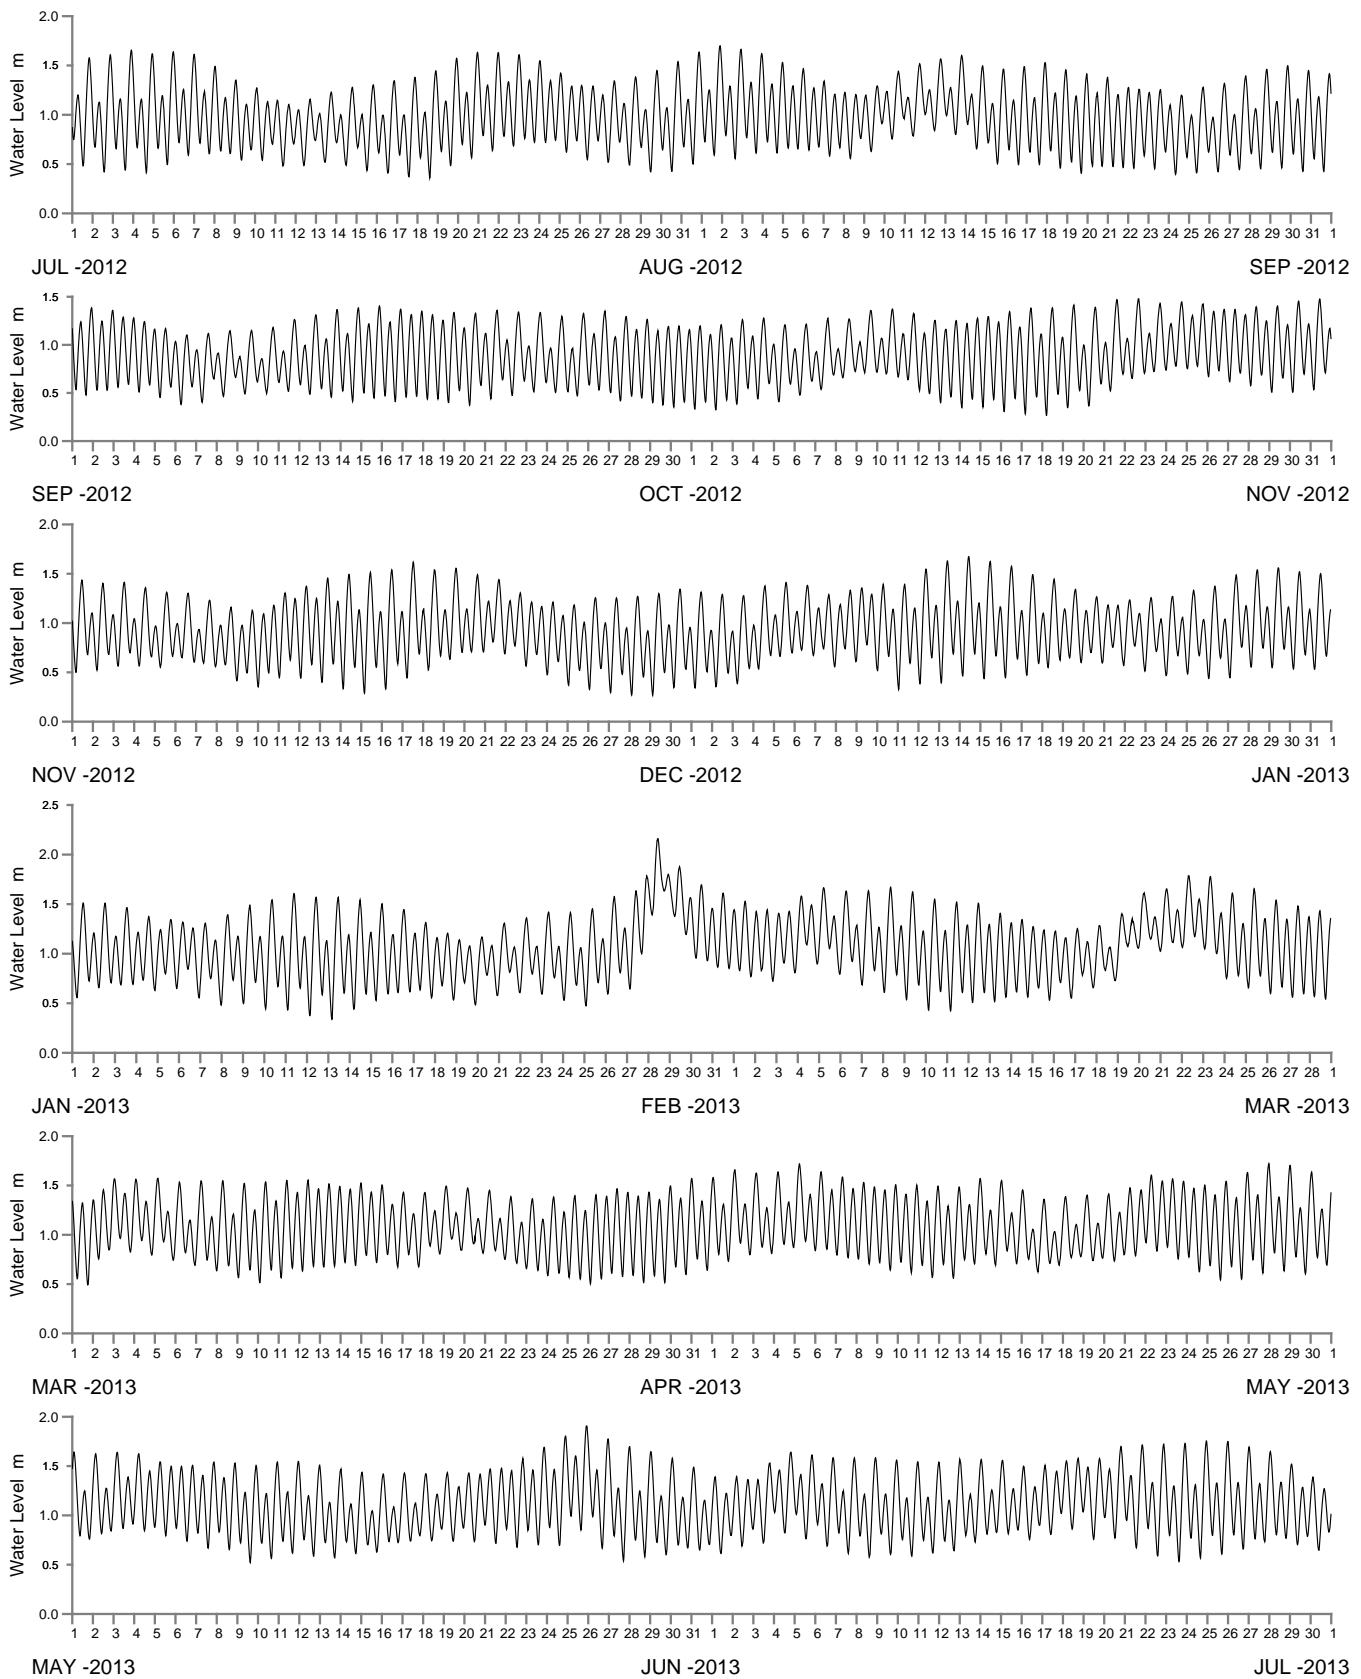 2.0
1.5
1.0
0.5
0.0
Water Level m
1 2 3 4 5 6 7 8 9 10 11 12 13 14 15 16 17 18 19 20 21 22 23 24 25 26 27 28 29 30 31 1 2 3 4 5 6 7 8 9 10 11 12 13 14 15 16 17 18 19 20 21 22 23 24 25 26 27 28 29 30 31 1
JUL -2012 AUG -2012 SEP -2012
1.5
1.0
0.5
0.0
Water Level m
1 2 3 4 5 6 7 8 9 10 11 12 13 14 15 16 17 18 19 20 21 22 23 24 25 26 27 28 29 30 1 2 3 4 5 6 7 8 9 10 11 12 13 14 15 16 17 18 19 20 21 22 23 24 25 26 27 28 29 30 31 1
SEP -2012 OCT -2012 NOV -2012
2.0
1.5
1.0
0.5
0.0
Water Level m
1 2 3 4 5 6 7 8 9 10 11 12 13 14 15 16 17 18 19 20 21 22 23 24 25 26 27 28 29 30 1 2 3 4 5 6 7 8 9 10 11 12 13 14 15 16 17 18 19 20 21 22 23 24 25 26 27 28 29 30 31 1
NOV -2012 DEC -2012 JAN -2013
2.5
2.0
1.5
1.0
0.5
0.0
Water Level m
1 2 3 4 5 6 7 8 9 10 11 12 13 14 15 16 17 18 19 20 21 22 23 24 25 26 27 28 29 30 31 1 2 3 4 5 6 7 8 9 10 11 12 13 14 15 16 17 18 19 20 21 22 23 24 25 26 27 28 1
JAN -2013 FEB -2013 MAR -2013
2.0
1.5
1.0
0.5
0.0
Water Level m
1 2 3 4 5 6 7 8 9 10 11 12 13 14 15 16 17 18 19 20 21 22 23 24 25 26 27 28 29 30 31 1 2 3 4 5 6 7 8 9 10 11 12 13 14 15 16 17 18 19 20 21 22 23 24 25 26 27 28 29 30 1
MAR -2013 APR -2013 MAY -2013
2.0
1.5
1.0
0.5
0.0
Water Level m
1 2 3 4 5 6 7 8 9 10 11 12 13 14 15 16 17 18 19 20 21 22 23 24 25 26 27 28 29 30 31 1 2 3 4 5 6 7 8 9 10 11 12 13 14 15 16 17 18 19 20 21 22 23 24 25 26 27 28 29 30 1
MAY -2013 JUN -2013 JUL -2013